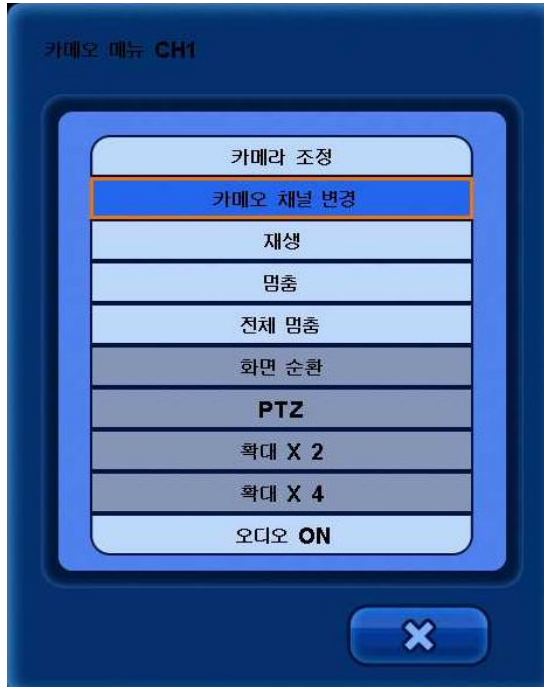 카메오 메뉴 CH1
카메라 조정
카메오 채널 변경
재생
멈춤
전체 멈춤
화면 순환
PTZ
확대 X 2
확대 X 4
오디오 ON